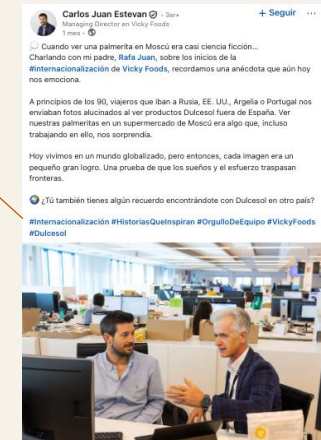 Carlos Juan Estevan · 3er+
+ Seguir ...
Managing Director en Vicky Foods
1 mes ·
Cuando ver una palmerita en Moscú era casi ciencia ficción...
Charlando con mi padre, Rafa Juan, sobre los inicios de la
#internacionalización de Vicky Foods, recordamos una anécdota que aún hoy
nos emociona.
A principios de los 90, viajeros que iban a Rusia, EE. UU., Argelia o Portugal nos
enviaban fotos alucinados al ver productos Dulcesol fuera de España. Ver
nuestras palmeritas en un supermercado de Moscú era algo que, incluso
trabajando en ello, nos sorprendía.
Hoy vivimos en un mundo globalizado, pero entonces, cada imagen era un
pequeño gran logro. Una prueba de que los sueños y el esfuerzo traspasan
fronteras.
¿Tú también tienes algún recuerdo encontrándote con Dulcesol en otro país?
#Internacionalización #HistoriasQueInspiran #OrgulloDeEquipo #VickyFoods
#Dulcesol